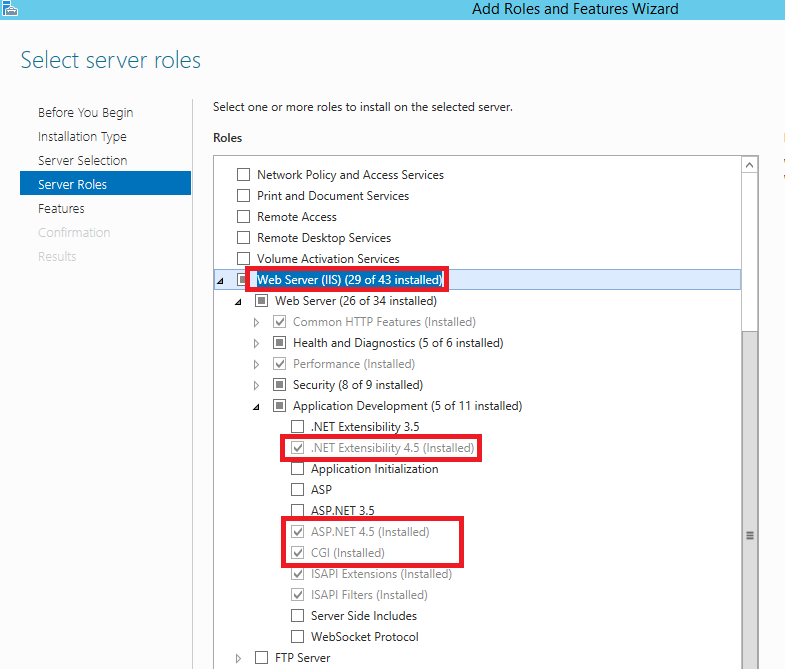 Add Roles and Features Wizard
Select server roles
Before You Begin
Installation Type
Server Selection
Server Roles
Features
Confirmation
Results
Select one or more roles to install on the selected server.
Roles
Network Policy and Access Services
Print and Document Services
Remote Access
Remote Desktop Services
Volume Activation Services
Web Server (IIS) (29 of 43 installed)
Web Server (26 of 34 installed)
Common HTTP Features (Installed)
Health and Diagnostics (5 of 6 installed)
Performance (Installed)
Security (8 of 9 installed)
Application Development (5 of 11 installed)
.NET Extensibility 3.5
.NET Extensibility 4.5 (Installed)
Application Initialization
ASP
ASP.NET 3.5
ASP.NET 4.5 (Installed)
CGI (Installed)
ISAPI Extensions (Installed)
ISAPI Filters (Installed)
Server Side Includes
WebSocket Protocol
FTP Server